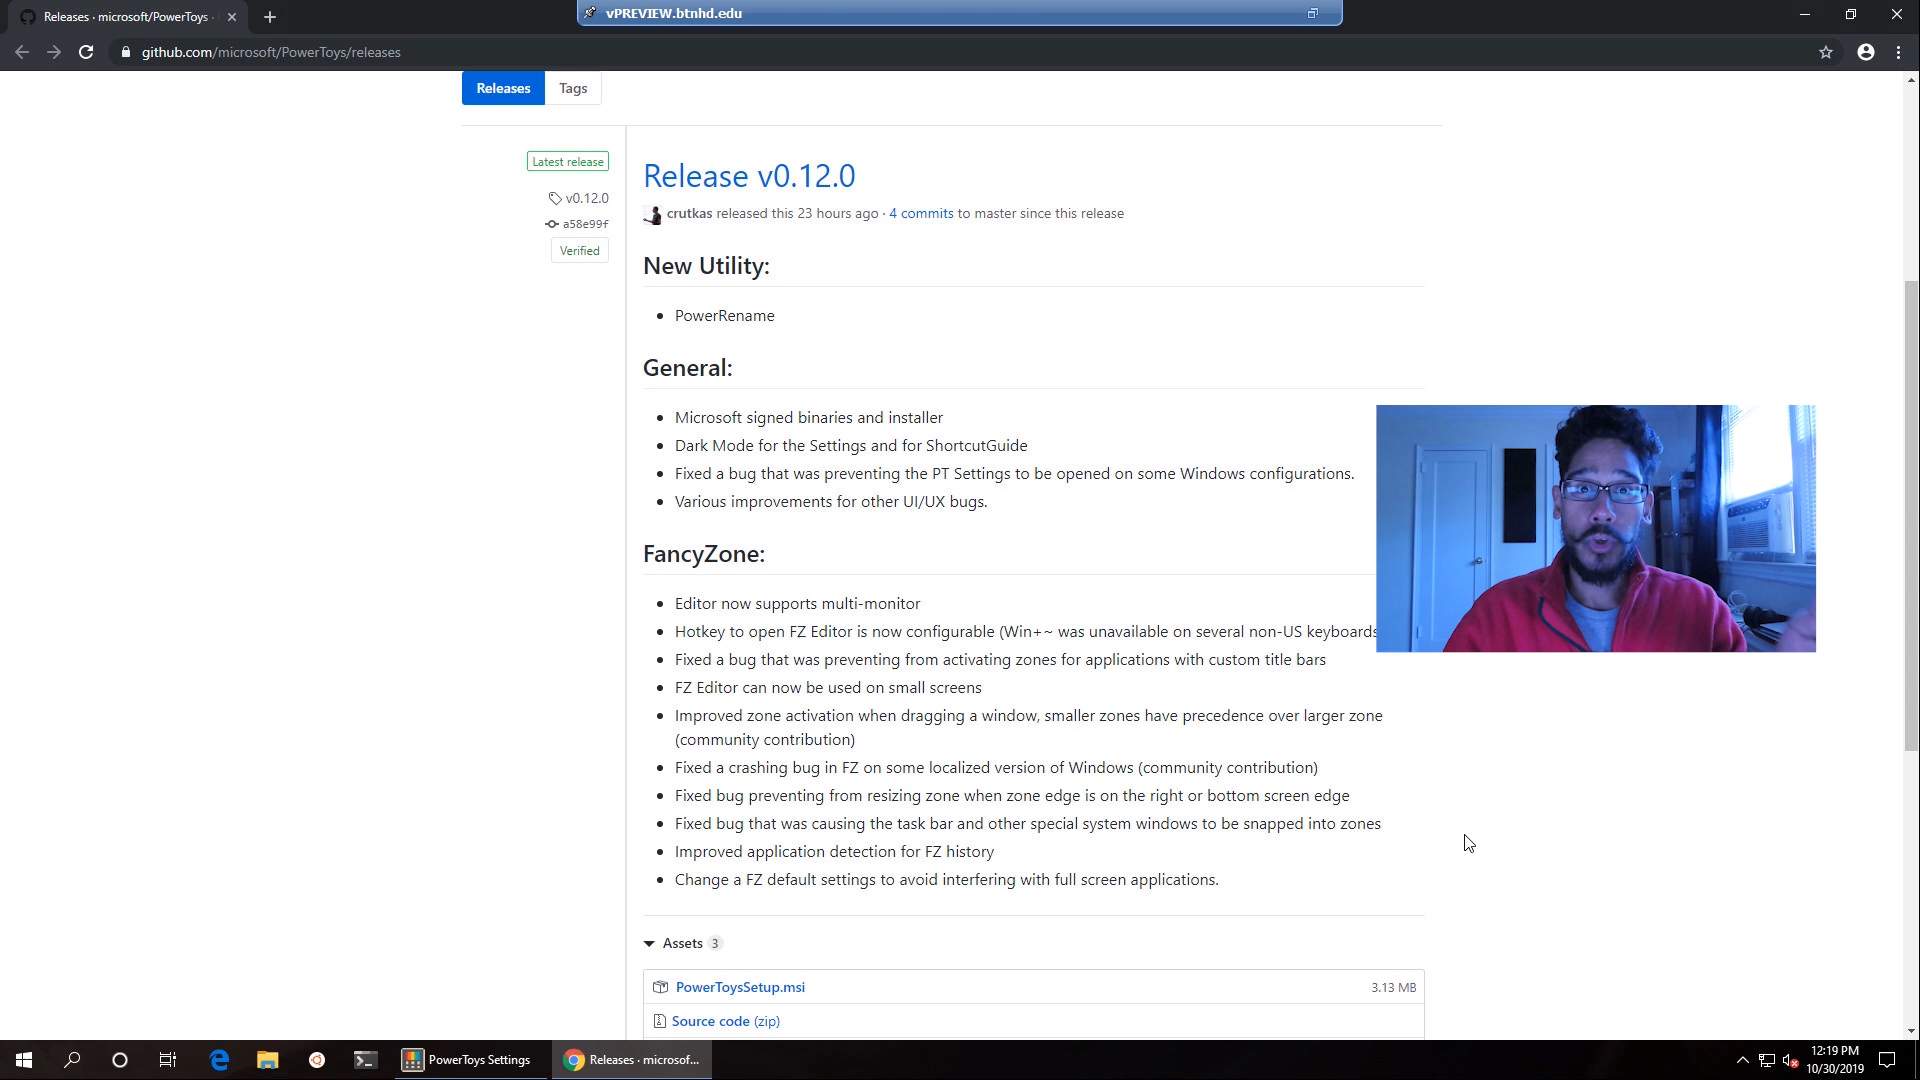 Releases · microsoft/PowerToys ·
vPREVIEW.btnhd.edu
github.com/microsoft/PowerToys/releases
Releases
Tags
Latest release
v0.12.0
a58e99f
Verified
Release v0.12.0
crutkas released this 23 hours ago · 4 commits to master since this release
New Utility:
PowerRename
General:
Microsoft signed binaries and installer
Dark Mode for the Settings and for ShortcutGuide
Fixed a bug that was preventing the PT Settings to be opened on some Windows configurations.
Various improvements for other UI/UX bugs.
FancyZone:
Editor now supports multi-monitor
Hotkey to open FZ Editor is now configurable (Win+~ was unavailable on several non-US keyboards
Fixed a bug that was preventing from activating zones for applications with custom title bars
FZ Editor can now be used on small screens
Improved zone activation when dragging a window, smaller zones have precedence over larger zone
(community contribution)
Fixed a crashing bug in FZ on some localized version of Windows (community contribution)
Fixed bug preventing from resizing zone when zone edge is on the right or bottom screen edge
Fixed bug that was causing the task bar and other special system windows to be snapped into zones
Improved application detection for FZ history
Change a FZ default settings to avoid interfering with full screen applications.
Assets 3
PowerToysSetup.msi 3.13 MB
Source code (zip)
PowerToys Settings
Releases · microsof...
12:19 PM
10/30/2019